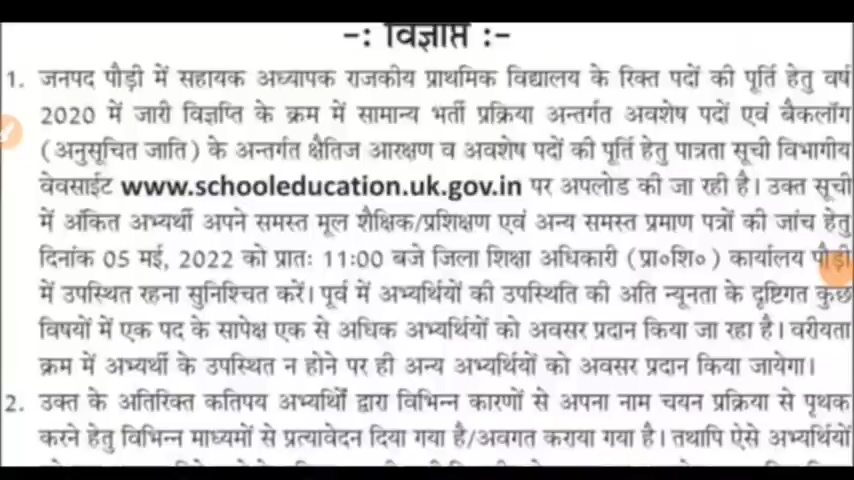 -: विज्ञप्ति :-
1. जनपद पौड़ी में सहायक अध्यापक राजकीय प्राथमिक विद्यालय के रिक्त पदों की पूर्ति हेतु वर्ष
2020 में जारी विज्ञप्ति के क्रम में सामान्य भर्ती प्रक्रिया अन्तर्गत अवशेष पदों एवं बैकलॉग
(अनुसूचित जाति) के अन्तर्गत क्षैतिज आरक्षण व अवशेष पदों की पूर्ति हेतु पात्रता सूची विभागीय
वेवसाईट www.schooleducation.uk.gov.in पर अपलोड की जा रही है। उक्त सूची
में अंकित अभ्यर्थी अपने समस्त मूल शैक्षिक/प्रशिक्षण एवं अन्य समस्त प्रमाण पत्रों की जांच हेतु
दिनांक 05 मई, 2022 को प्रातः 11:00 बजे जिला शिक्षा अधिकारी (प्रा०शि०) कार्यालय पौड़ी
में उपस्थित रहना सुनिश्चित करें। पूर्व में अभ्यर्थियों की उपस्थिति की अति न्यूनता के दृष्टिगत कुछ
विषयों में एक पद के सापेक्ष एक से अधिक अभ्यर्थियों को अवसर प्रदान किया जा रहा है। वरीयता
क्रम में अभ्यर्थी के उपस्थित न होने पर ही अन्य अभ्यर्थियों को अवसर प्रदान किया जायेगा।
2. उक्त के अतिरिक्त कतिपय अभ्यर्थियों द्वारा विभिन्न कारणों से अपना नाम चयन प्रक्रिया से पृथक
करने हेतु विभिन्न माध्यमों से प्रत्यावेदन दिया गया है/अवगत कराया गया है। तथापि ऐसे अभ्यर्थियों